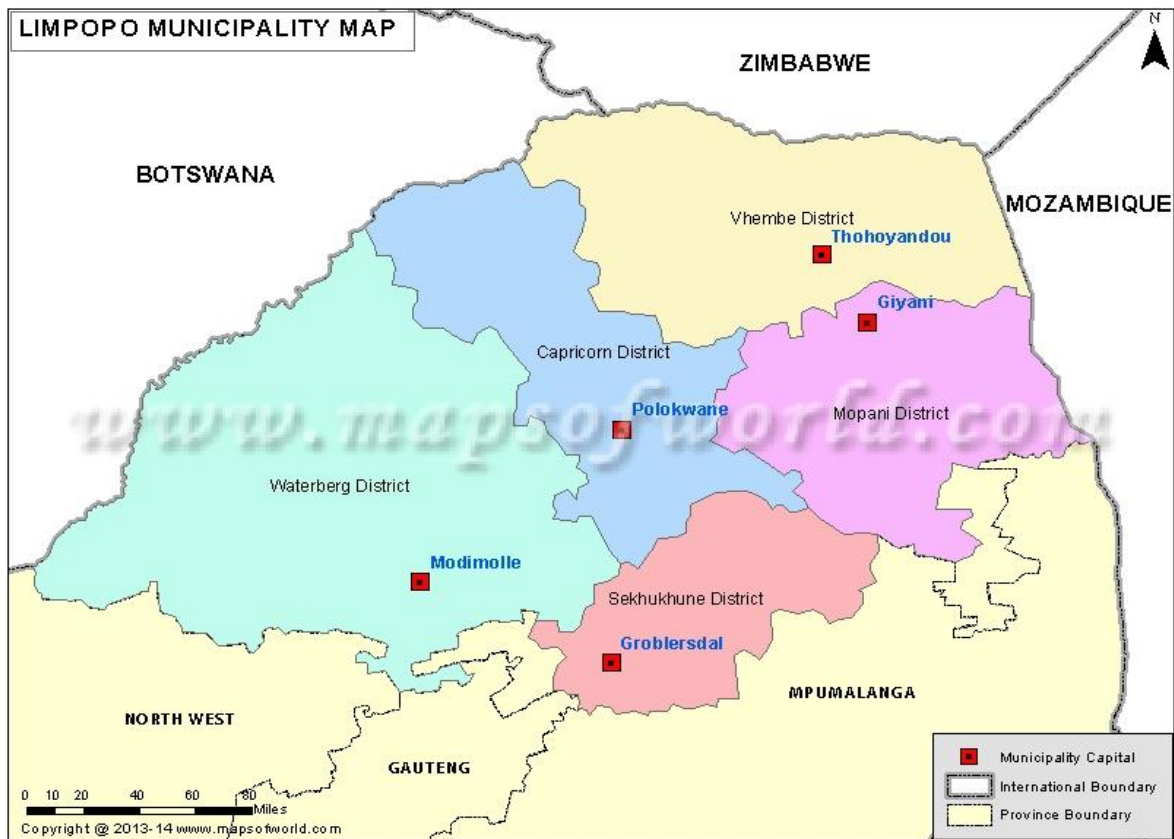 LIMPOPO MUNICIPALITY MAP
N
ZIMBABWE
BOTSWANA
MOZAMBIQUE
Vhembe District
Thohoyandou
Giyani
Capricorn District
Polokwane
Mopani District
www.mapsofworld.com
Waterberg District
Modimolle
Sekhukhune District
Groblersdal
MPUMALANGA
NORTH WEST
GAUTENG
Municipality Capital
International Boundary
Province Boundary
0 10 20 40 60 80
Miles
Copyright @ 2013-14 www.mapsofworld.com